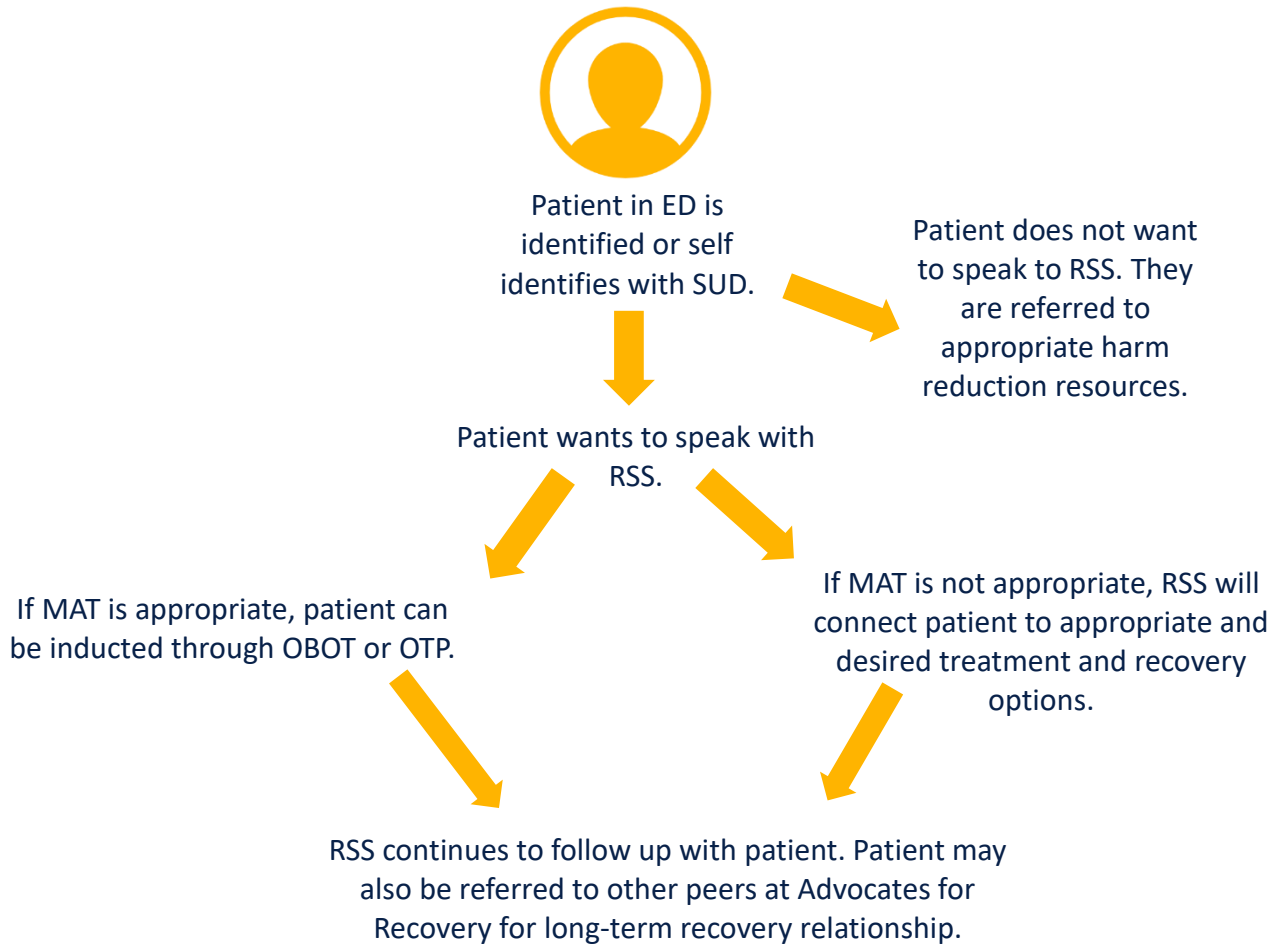 Patient in ED is
identified or self
identifies with SUD.
Patient does not want
to speak to RSS. They
are referred to
appropriate harm
reduction resources.
Patient wants to speak with
RSS.
If MAT is appropriate, patient can
be inducted through OBOT or OTP.
If MAT is not appropriate, RSS will
connect patient to appropriate and
desired treatment and recovery
options.
RSS continues to follow up with patient. Patient may
also be referred to other peers at Advocates for
Recovery for long-term recovery relationship.